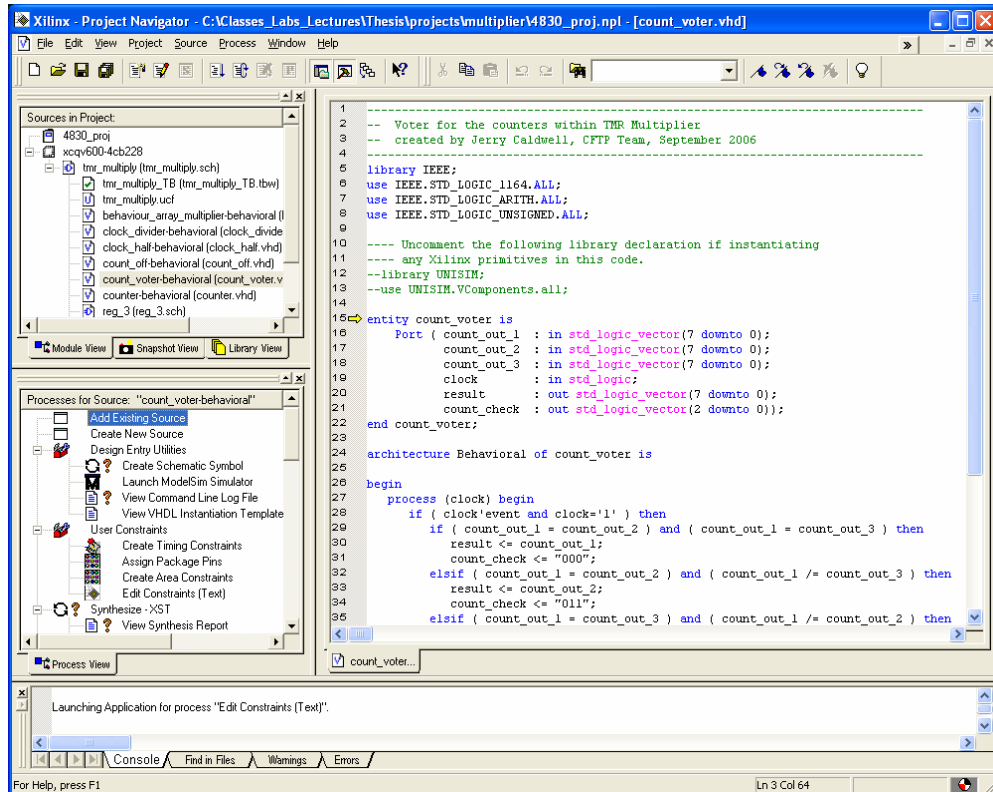 Xilinx - Project Navigator - C:\Classes_Labs_Lectures\Thesis\projects\multiplier\4830_proj.npl - [count_voter.vhd]
File Edit View Project Source Process Window Help
Sources in Project:
4830_proj
xcqv600-4cb228
tmr_multiply (tmr_multiply.sch)
tmr_multiply_TB (tmr_multiply_TB.tbw)
tmr_multiply.ucf
behaviour_array_multiplier-behavioral (
clock_divider-behavioral (clock_divide
clock_half-behavioral (clock_half.vhd)
count_off-behavioral (count_off.vhd)
count_voter-behavioral (count_voter.v
counter-behavioral (counter.vhd)
reg_3 (reg_3.sch)
Module View Snapshot View Library View
Processes for Source: "count_voter-behavioral"
Add Existing Source
Create New Source
Design Entry Utilities
Create Schematic Symbol
Launch ModelSim Simulator
View Command Line Log File
View VHDL Instantiation Template
User Constraints
Create Timing Constraints
Assign Package Pins
Create Area Constraints
Edit Constraints (Text)
Synthesize - XST
View Synthesis Report
Process View
1 --------------------------------------------------------------------------------
2 -- Voter for the counters within TMR Multiplier
3 -- created by Jerry Caldwell, CFTP Team, September 2006
4 --------------------------------------------------------------------------------
5 library IEEE;
6 use IEEE.STD_LOGIC_1164.ALL;
7 use IEEE.STD_LOGIC_ARITH.ALL;
8 use IEEE.STD_LOGIC_UNSIGNED.ALL;
9
10 ---- Uncomment the following library declaration if instantiating
11 ---- any Xilinx primitives in this code.
12 --library UNISIM;
13 --use UNISIM.VComponents.all;
14
15 entity count_voter is
16 Port ( count_out_1 : in std_logic_vector(7 downto 0);
17 count_out_2 : in std_logic_vector(7 downto 0);
18 count_out_3 : in std_logic_vector(7 downto 0);
19 clock : in std_logic;
20 result : out std_logic_vector(7 downto 0);
21 count_check : out std_logic_vector(2 downto 0));
22 end count_voter;
23
24 architecture Behavioral of count_voter is
25
26 begin
27 process (clock) begin
28 if ( clock'event and clock='1' ) then
29 if ( count_out_1 = count_out_2 ) and ( count_out_1 = count_out_3 ) then
30 result <= count_out_1;
31 count_check <= "000";
32 elsif ( count_out_1 = count_out_2 ) and ( count_out_1 /= count_out_3 ) then
33 result <= count_out_2;
34 count_check <= "011";
35 elsif ( count_out_1 = count_out_3 ) and ( count_out_1 /= count_out_2 ) then
count_voter...
Launching Application for process "Edit Constraints (Text)".
Console Find in Files Warnings Errors
For Help, press F1
Ln 3 Col 64